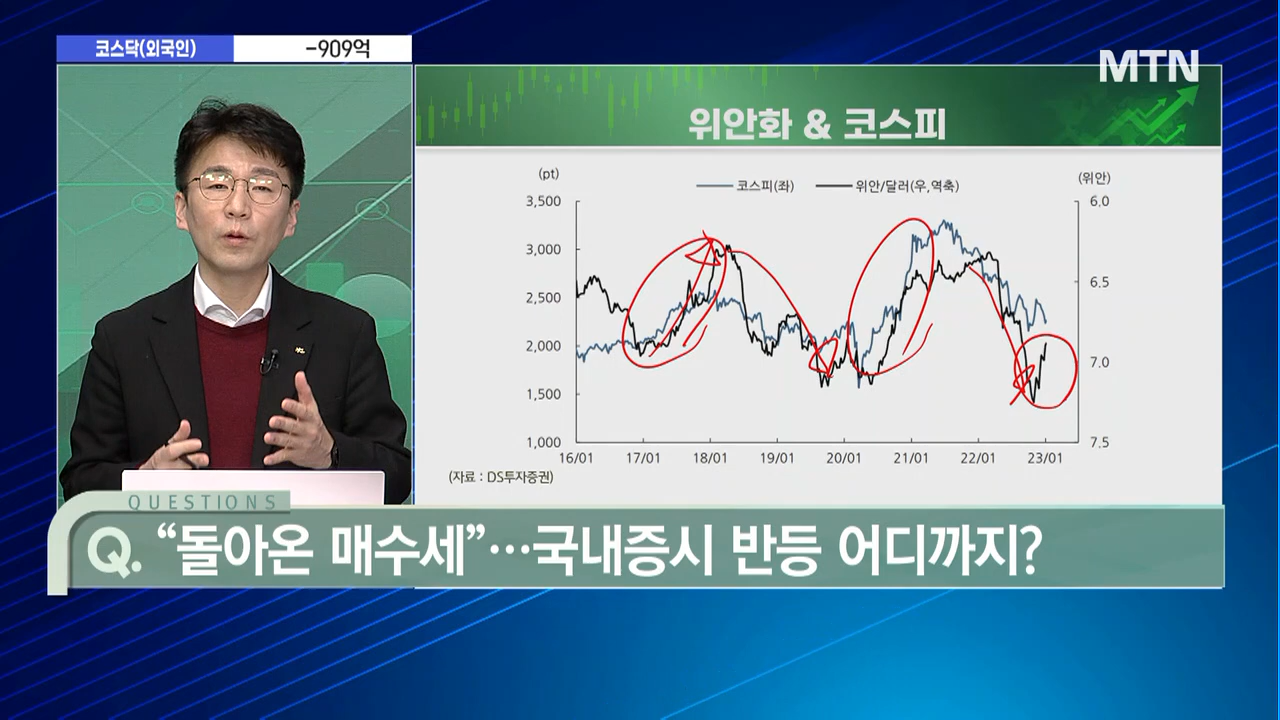 코스닥(외국인) -909억
MTN
위안화 & 코스피
(pt) 코스피(좌) 위안/달러(우,역축) (위안)
3,500 6.0
3,000
2,500 6.5
2,000 7.0
1,500
1,000 7.5
16/01 17/01 18/01 19/01 20/01 21/01 22/01 23/01
(자료 : DS투자증권)
QUESTIONS
Q. “돌아온 매수세”…국내증시 반등 어디까지?